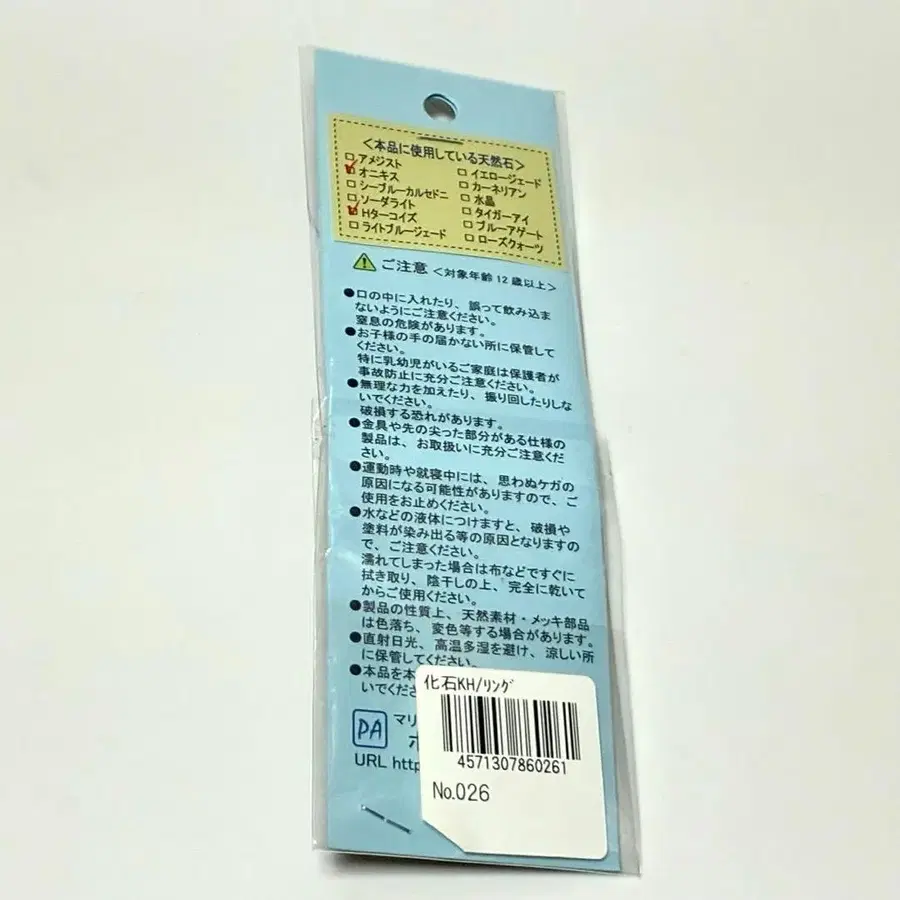 ＜本品に使用している天然石＞
□アメジスト
☑オニキス
□シーブルーカルセドニ
□ソーダライト
☑Hターコイズ
□ライトブルージェード
□イエロージェード
□カーネリアン
□水晶
□タイガーアイ
□ブルーアゲート
□ローズクォーツ
ご注意＜対象年齢12歳以上＞
●口の中に入れたり、誤って飲み込ま
ないようにご注意ください。
窒息の危険があります。
●お子様の手の届かない所に保管して
ください。
特に乳幼児がいるご家庭は保護者が
事故防止に充分ご注意ください。
●無理な力を加えたり、振り回したりしな
いでください。
破損する恐れがあります。
●金具や先の尖った部分がある仕様の
製品は、お取扱いに充分ご注意くだ
さい。
●運動時や就寝中には、思わぬケガの
原因になる可能性がありますので、ご
使用をお止めください。
●水などの液体につけますと、破損や
塗料が染み出る等の原因となりますの
で、ご注意ください。
濡れてしまった場合は布などですぐに
拭き取り、陰干しの上、完全に乾いて
からご使用ください。
●製品の性質上、天然素材・メッキ部品
は色落ち、変色等する場合があります。
●直射日光、高温多湿を避け、涼しい所
に保管してください。
●本品を本
いでくださ
PA マリ
ホ
URL http
化石KH/ﾘﾝｸﾞ
4571307860261
No.026